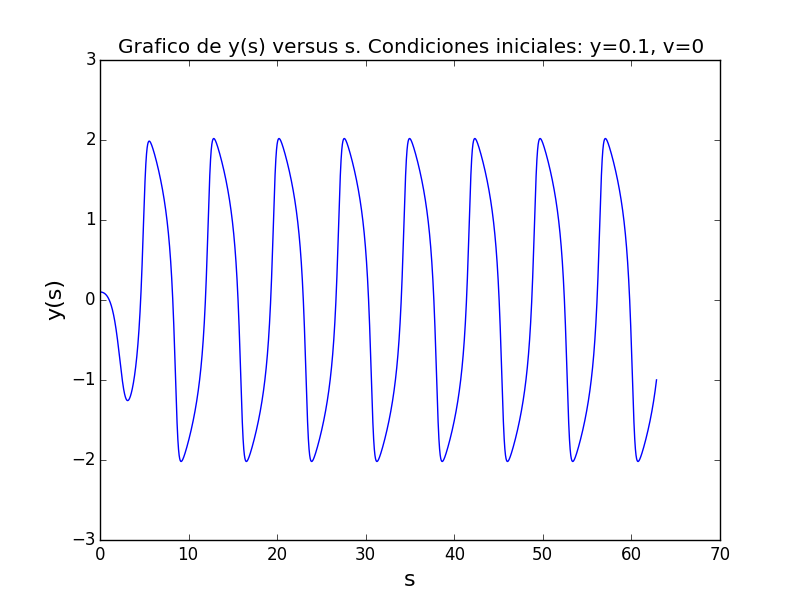 Grafico de y(s) versus s. Condiciones iniciales: y=0.1, v=0
3
2
1
0
−1
−2
−3
y(s)
0 10 20 30 40 50 60 70
s